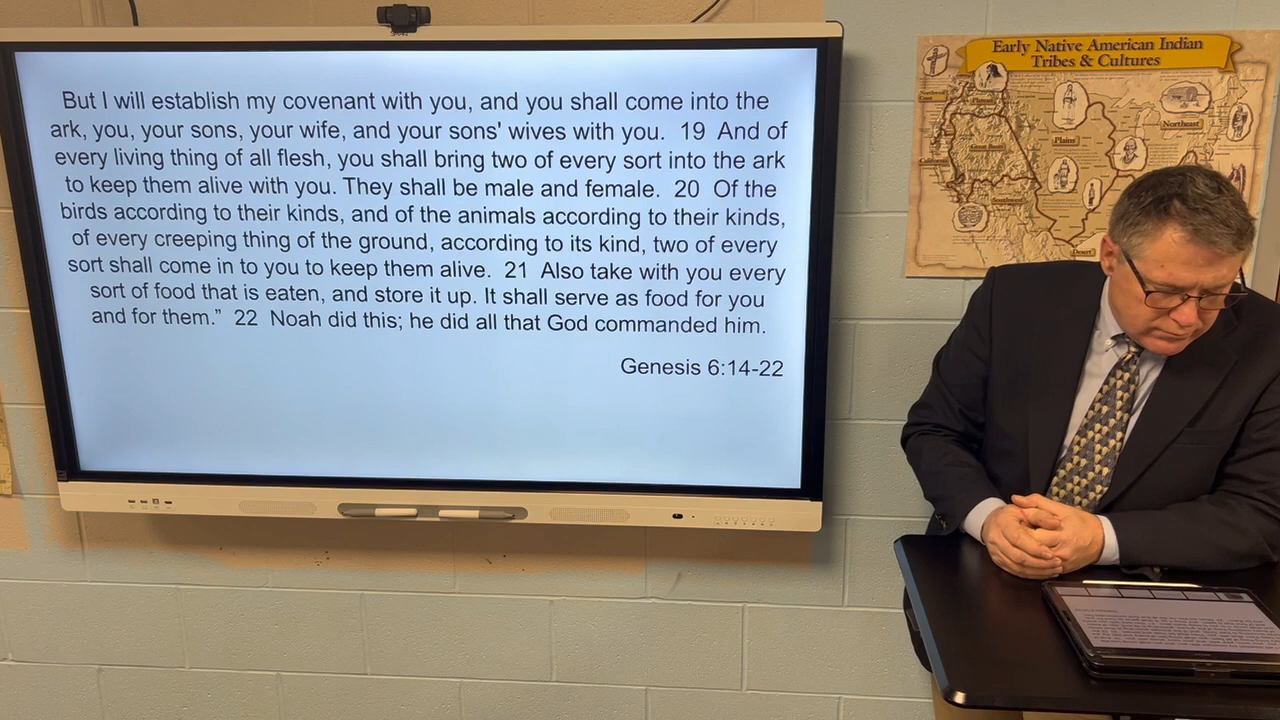 But I will establish my covenant with you, and you shall come into the
ark, you, your sons, your wife, and your sons' wives with you.  19  And of
every living thing of all flesh, you shall bring two of every sort into the ark
to keep them alive with you. They shall be male and female.  20  Of the
birds according to their kinds, and of the animals according to their kinds,
of every creeping thing of the ground, according to its kind, two of every
sort shall come in to you to keep them alive.  21  Also take with you every
sort of food that is eaten, and store it up. It shall serve as food for you
and for them.”  22  Noah did this; he did all that God commanded him.
Genesis 6:14-22
Early Native American Indian
Tribes & Cultures
Northwest
Coast
Plateau
Great Basin
California
Plains
Northeast
Southwest